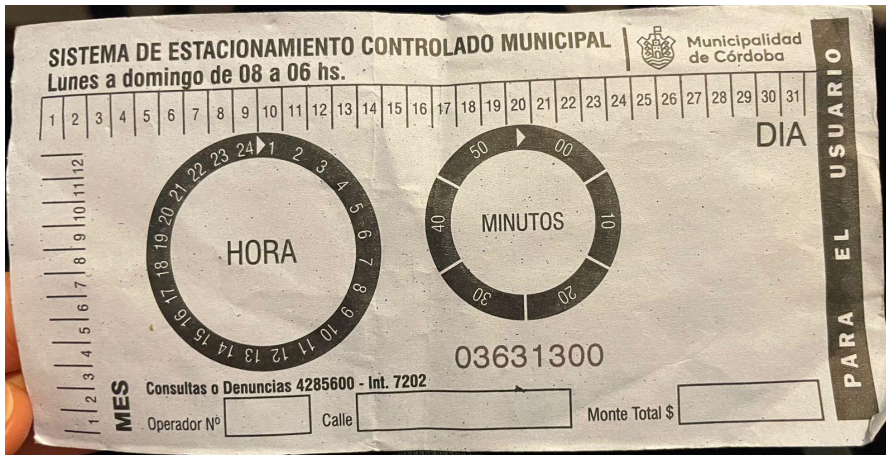 SISTEMA DE ESTACIONAMIENTO CONTROLADO MUNICIPAL
Lunes a domingo de 08 a 06 hs.
Municipalidad
de Córdoba
1 2 3 4 5 6 7 8 9 10 11 12 13 14 15 16 17 18 19 20 21 22 23 24 25 26 27 28 29 30 31
DIA
1 2 3 4 5 6 7 8 9 10 11 12
MES
1 2 3 4 5 6 7 8 9 10 11 12 13 14 15 16 17 18 19 20 21 22 23 24
HORA
00 10 20 30 40 50
MINUTOS
03631300
Consultas o Denuncias 4285600 - Int. 7202
Operador Nº
Calle
Monte Total $
PARA EL USUARIO